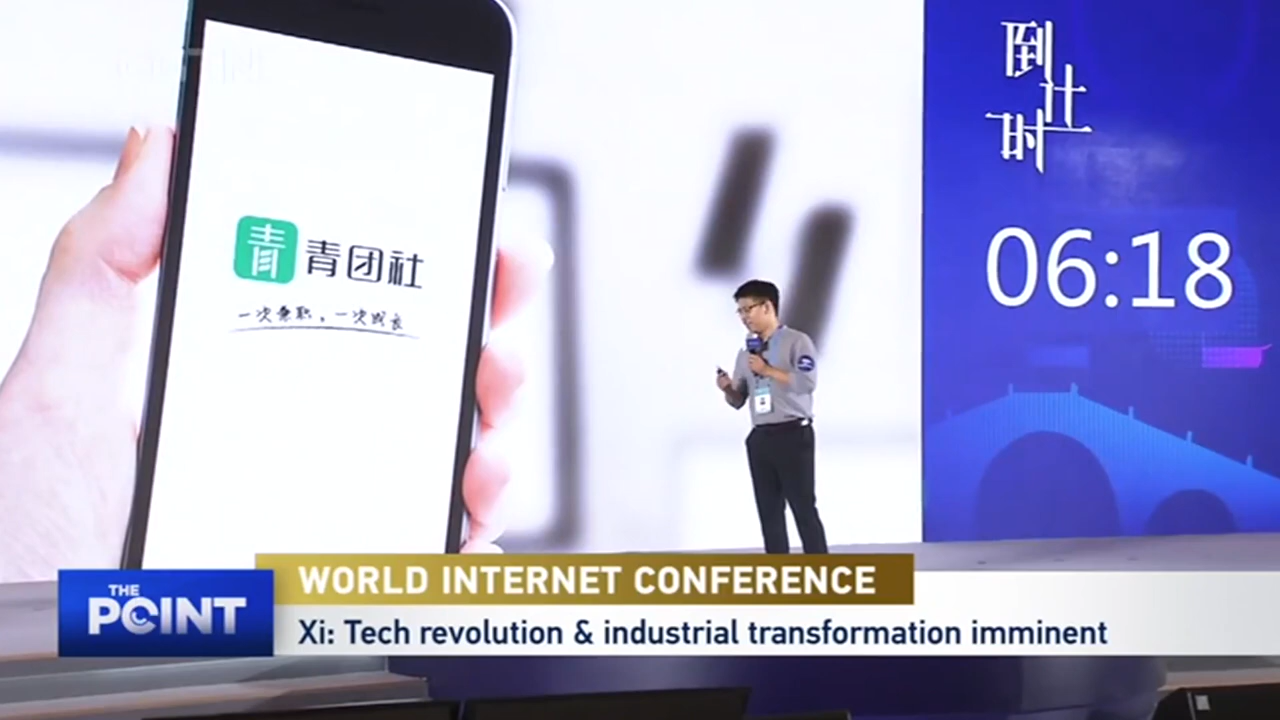 青 青团社
一次兼职，一次成长
倒计时
06:18
WORLD INTERNET CONFERENCE
THE POINT
Xi: Tech revolution & industrial transformation imminent